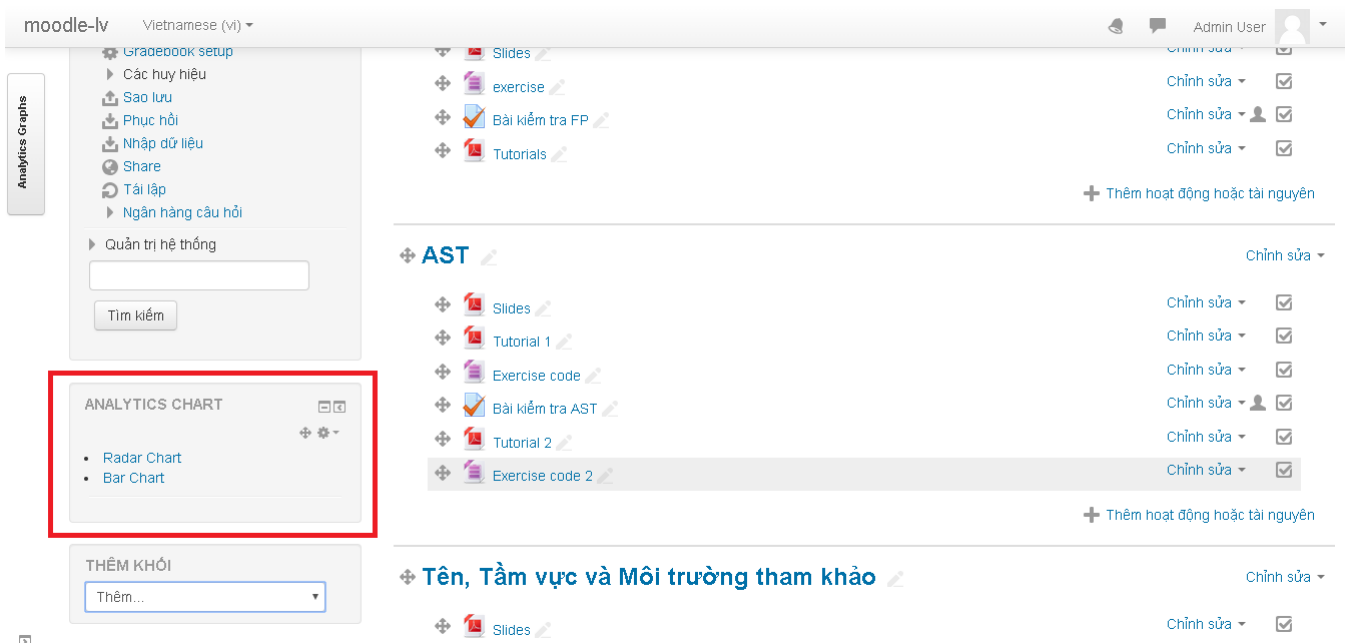 moodle-lv
Vietnamese (vi)
Admin User
Analytics Graphs
Gradebook setup
Các huy hiệu
Sao lưu
Phục hồi
Nhập dữ liệu
Share
Tái lập
Ngân hàng câu hỏi
Quản trị hệ thống
Tìm kiếm
ANALYTICS CHART
Radar Chart
Bar Chart
THÊM KHỐI
Thêm...
Slides Chỉnh sửa
exercise Chỉnh sửa
Bài kiểm tra FP Chỉnh sửa
Tutorials Chỉnh sửa
Thêm hoạt động hoặc tài nguyên
AST Chỉnh sửa
Slides Chỉnh sửa
Tutorial 1 Chỉnh sửa
Exercise code Chỉnh sửa
Bài kiểm tra AST Chỉnh sửa
Tutorial 2 Chỉnh sửa
Exercise code 2 Chỉnh sửa
Thêm hoạt động hoặc tài nguyên
Tên, Tầm vực và Môi trường tham khảo Chỉnh sửa
Slides Chỉnh sửa